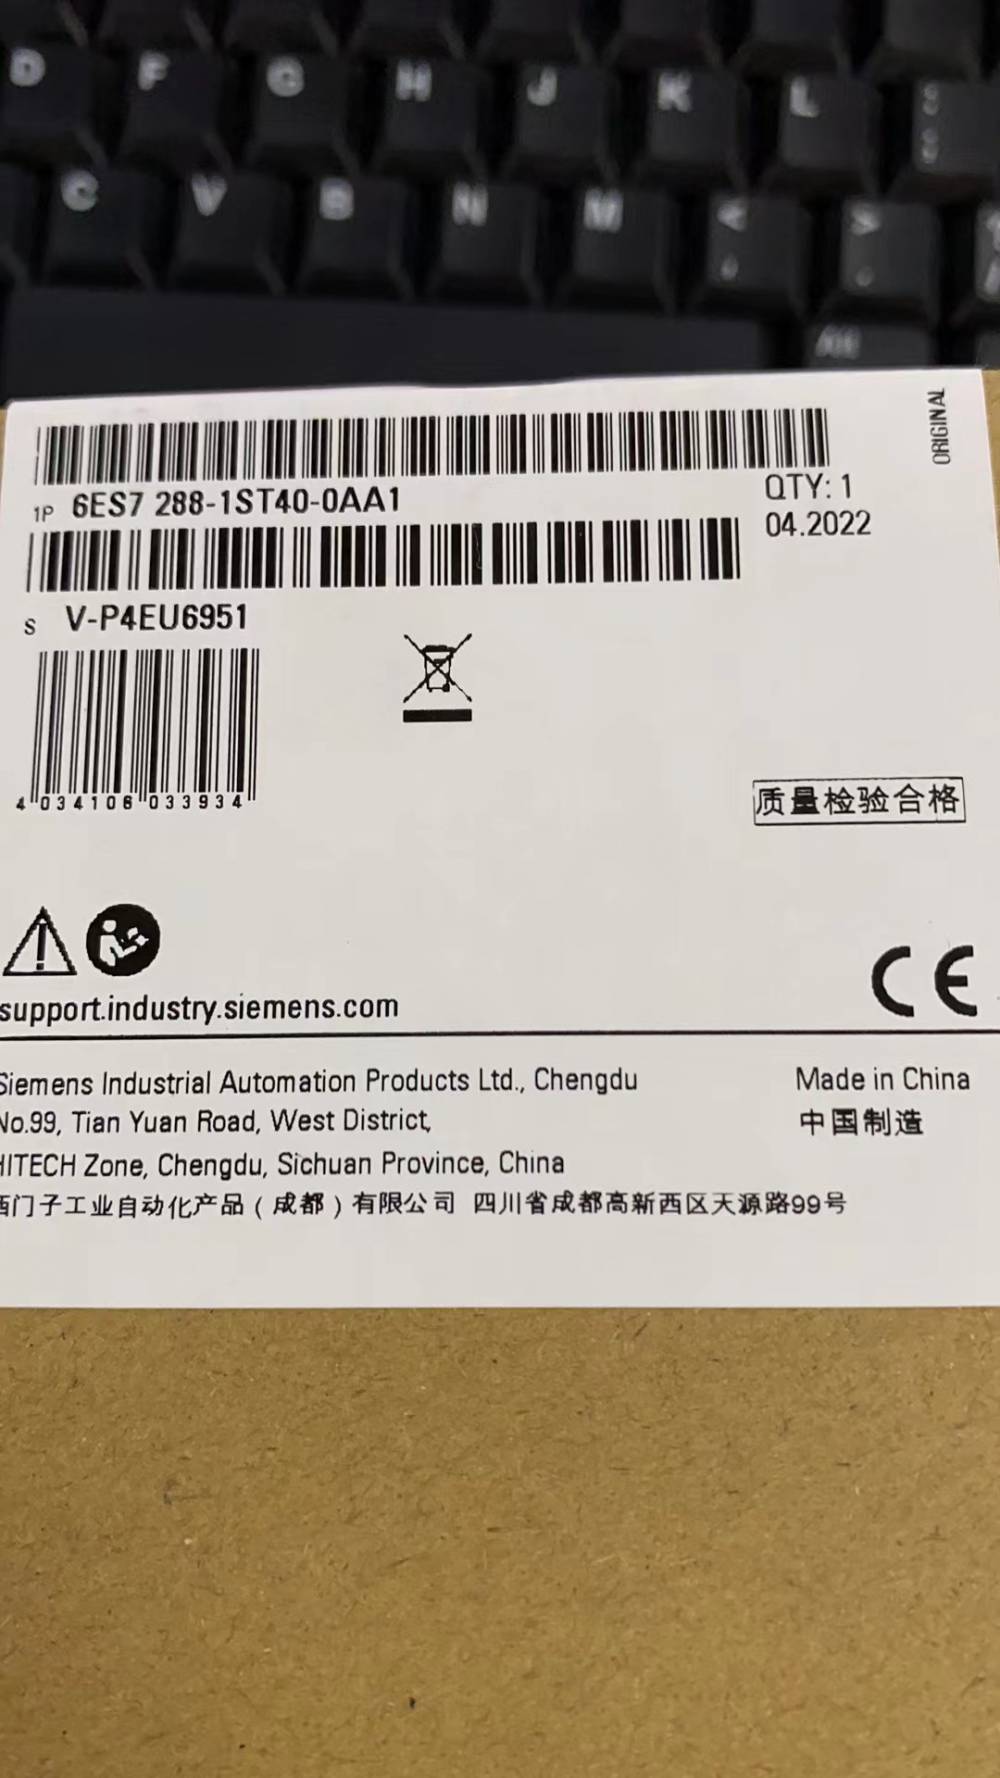 D F G H J K L
C V B N M < >
Alt
ORIGINAL
1P 6ES7 288-1ST40-0AA1
QTY: 1
04.2022
S V-P4EU6951
4 034106 033934
质量检验合格
CE
support.industry.siemens.com
Siemens Industrial Automation Products Ltd., Chengdu
No.99, Tian Yuan Road, West District,
HITECH Zone, Chengdu, Sichuan Province, China
Made in China
中国制造
西门子工业自动化产品(成都)有限公司 四川省成都高新西区天源路99号